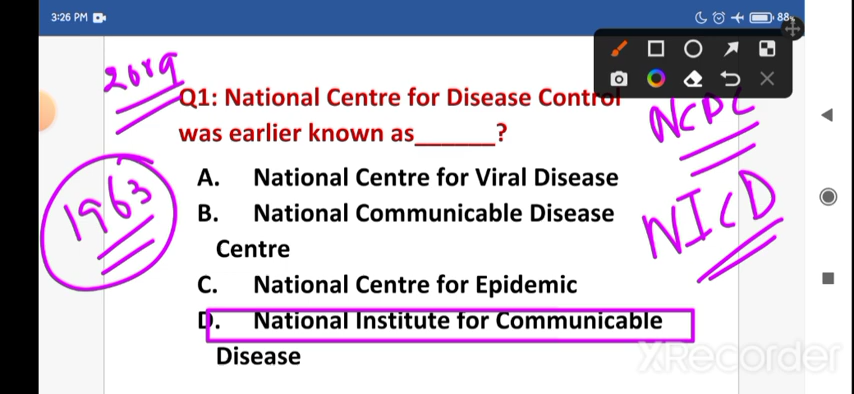 3:26 PM
88%
2019
Q1: National Centre for Disease Control
was earlier known as______?
NCDC
1963
A. National Centre for Viral Disease
B. National Communicable Disease
Centre
NICD
C. National Centre for Epidemic
D. National Institute for Communicable
Disease
XRecorder